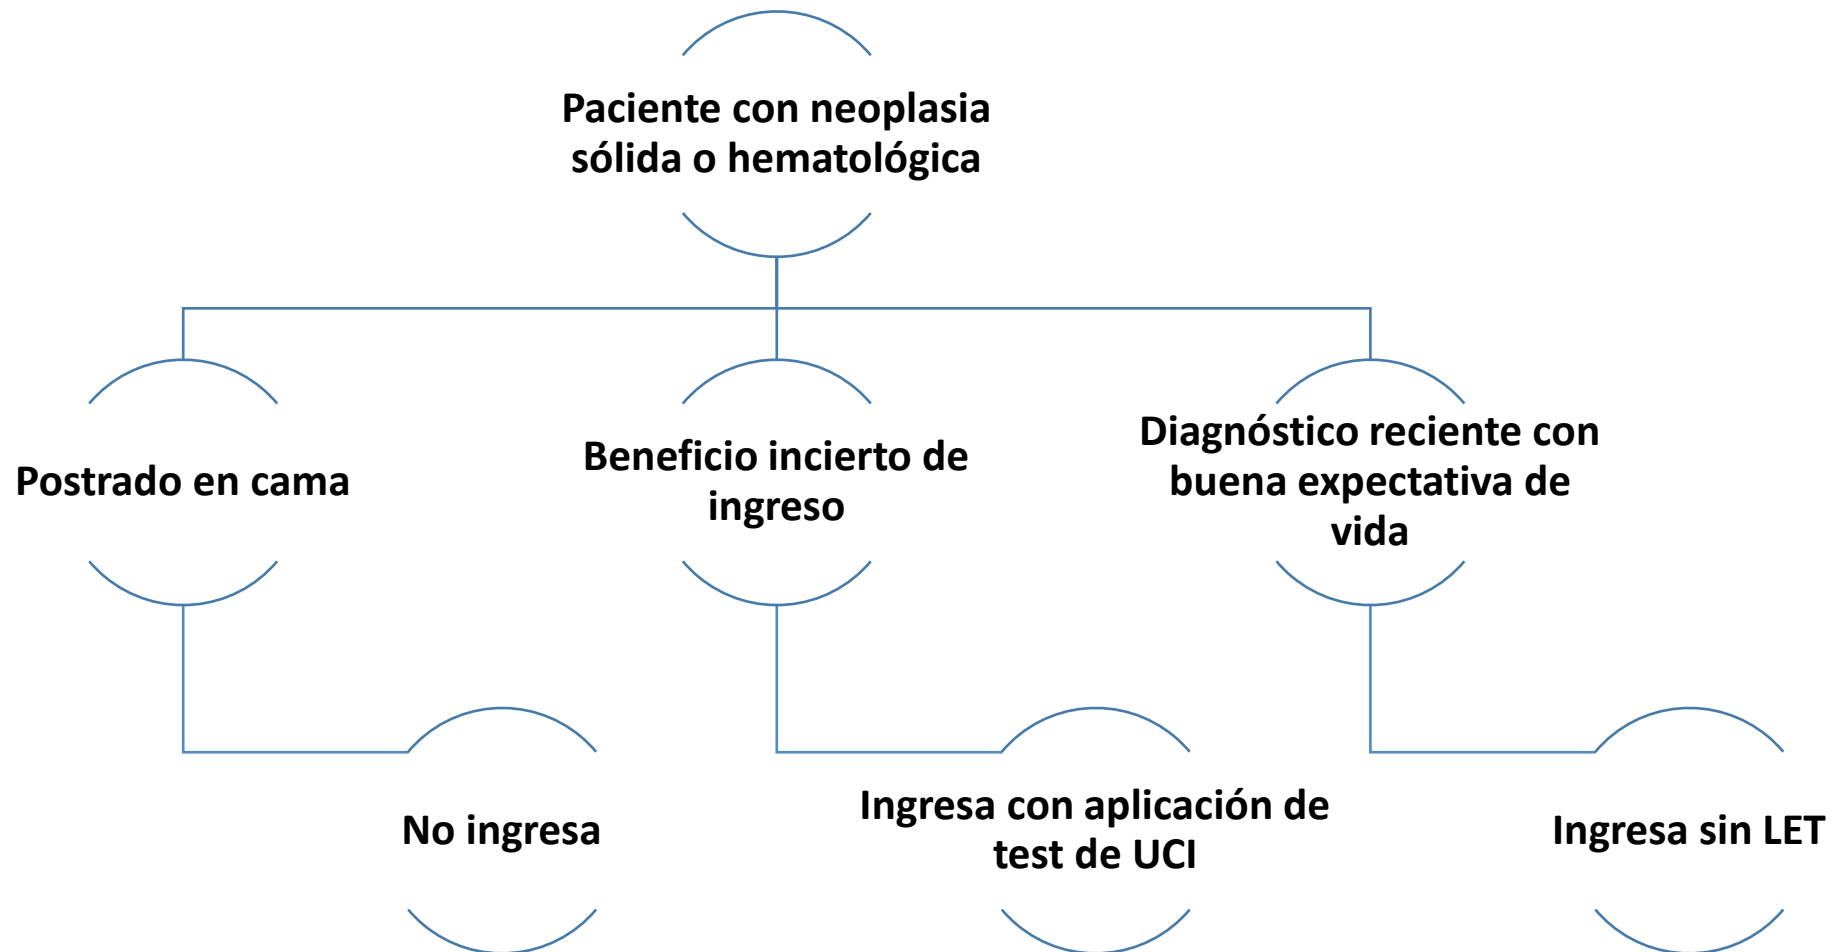 Paciente con neoplasia
sólida o hematológica
Postrado en cama
Beneficio incierto de
ingreso
Diagnóstico reciente con
buena expectativa de
vida
No ingresa
Ingresa con aplicación de
test de UCI
Ingresa sin LET